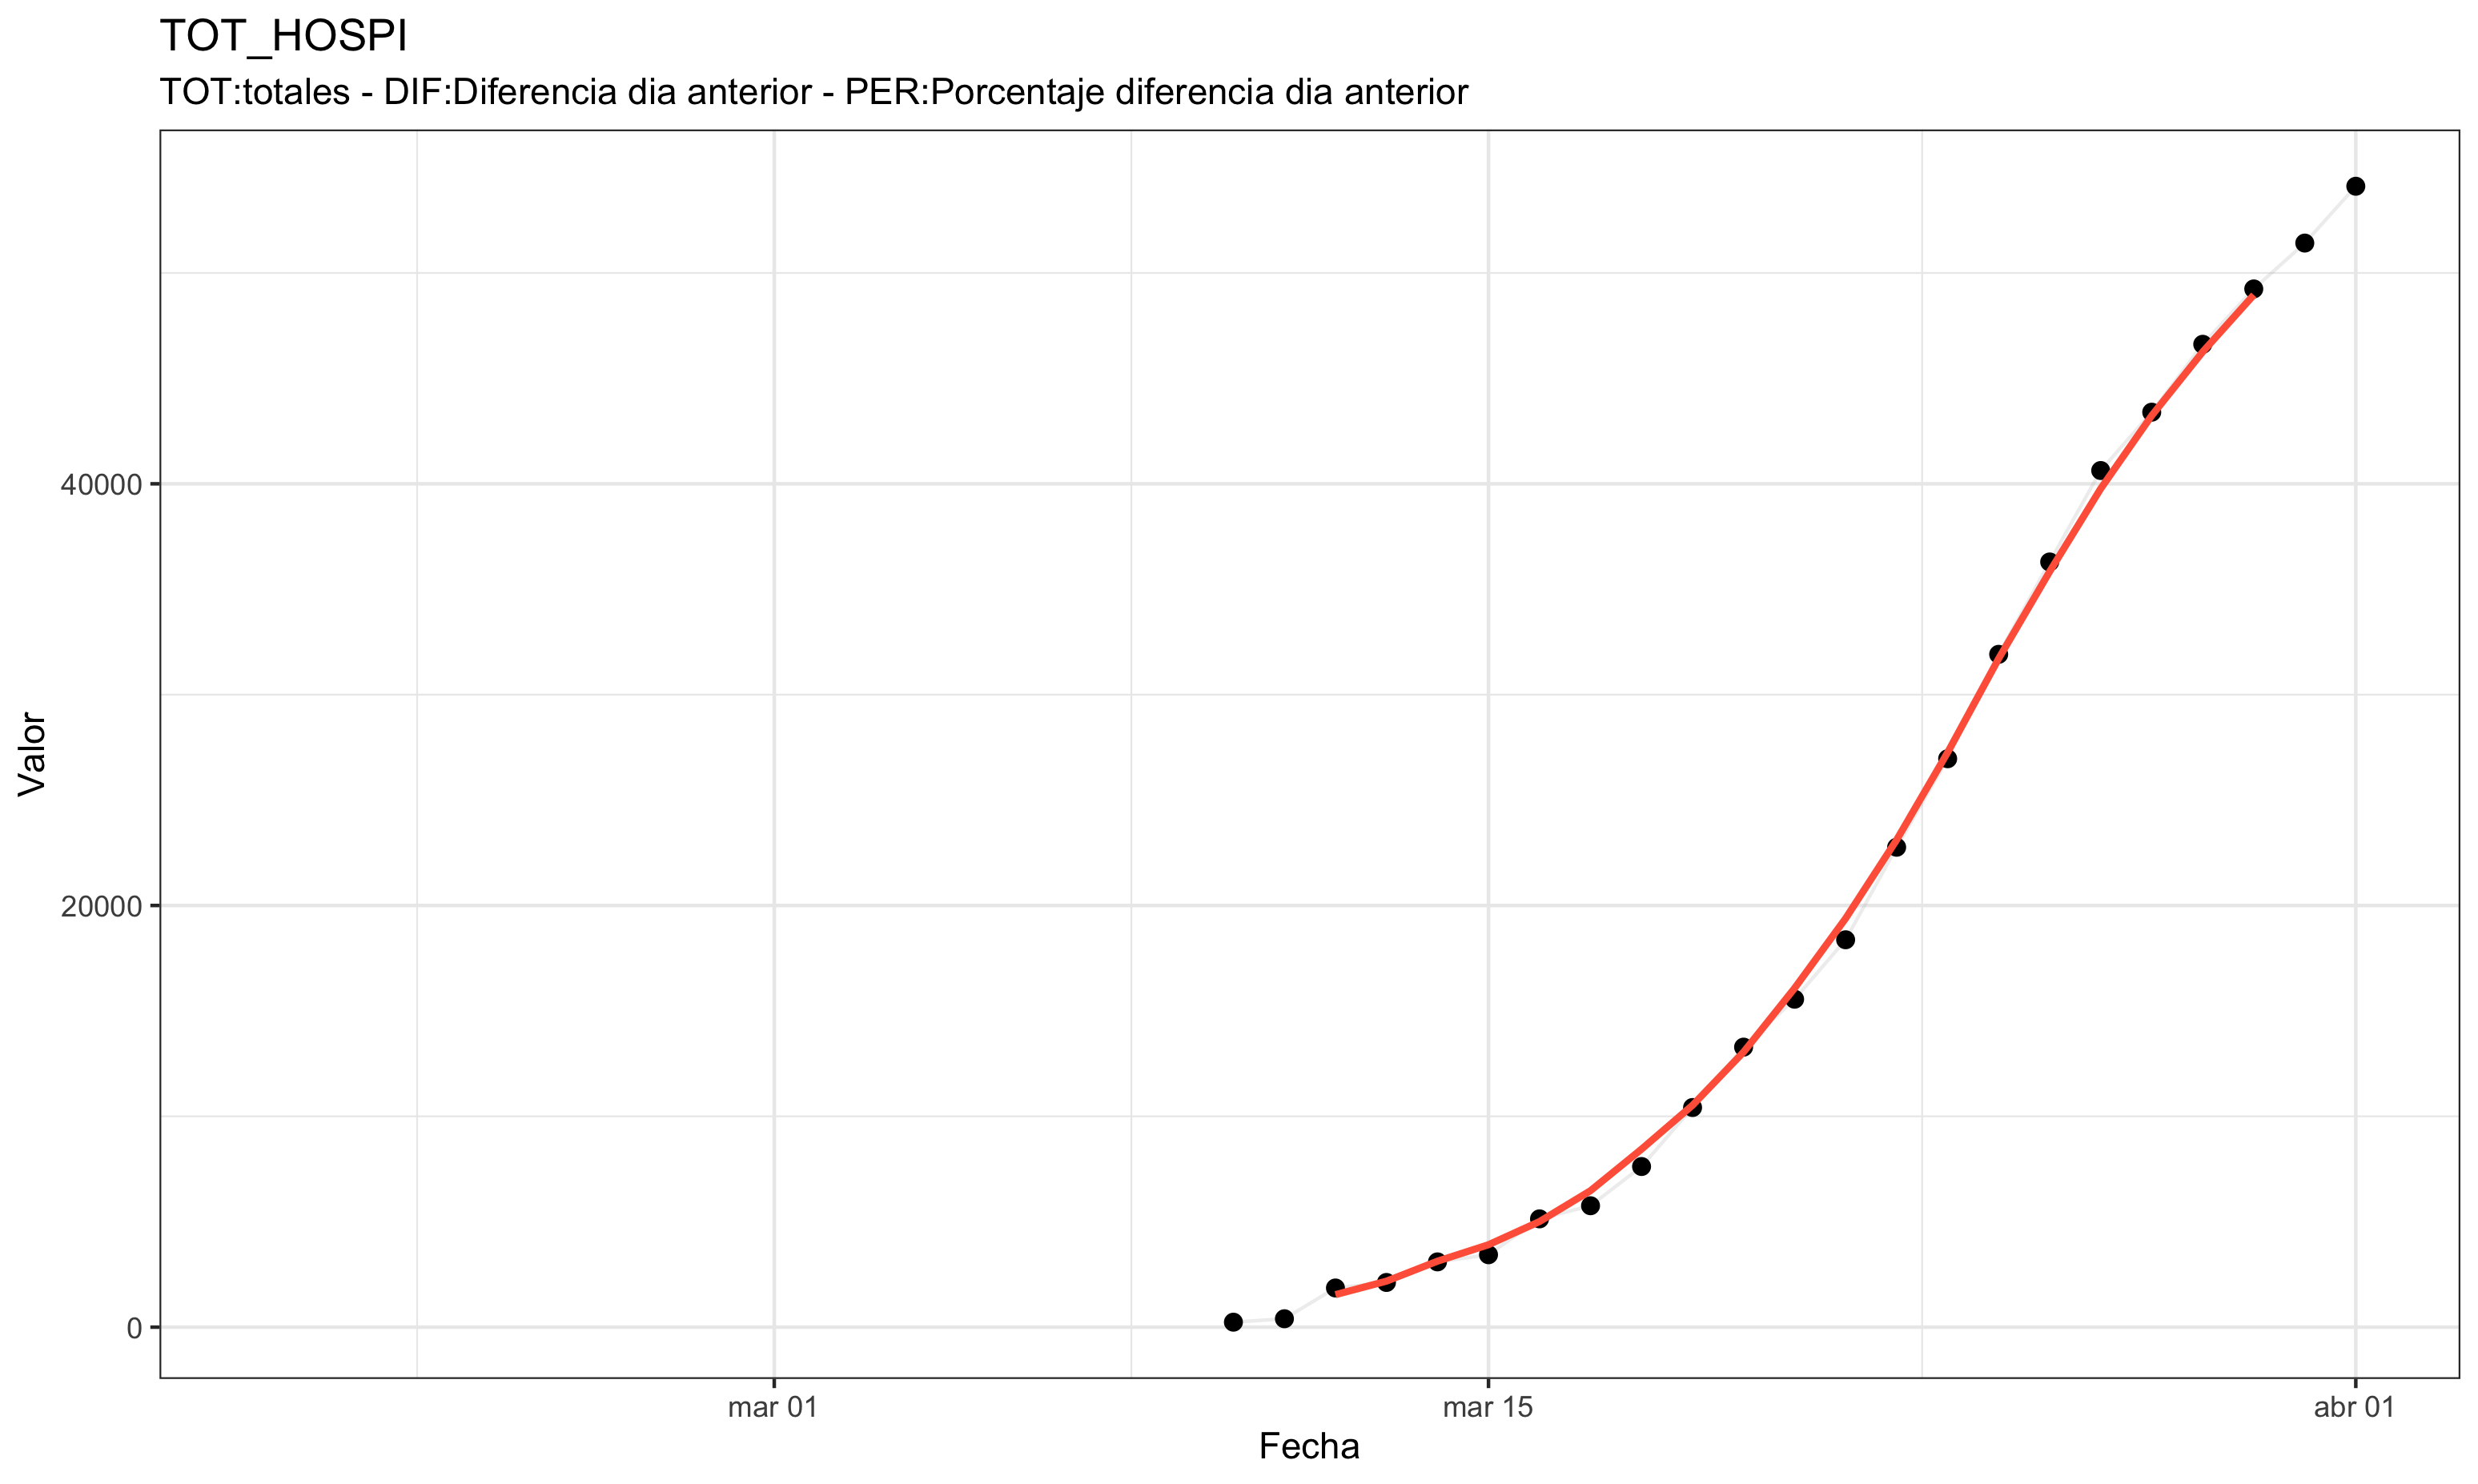 TOT_HOSPI
TOT:totales - DIF:Diferencia dia anterior - PER:Porcentaje diferencia dia anterior
Valor
40000
20000
0
mar 01
mar 15
abr 01
Fecha